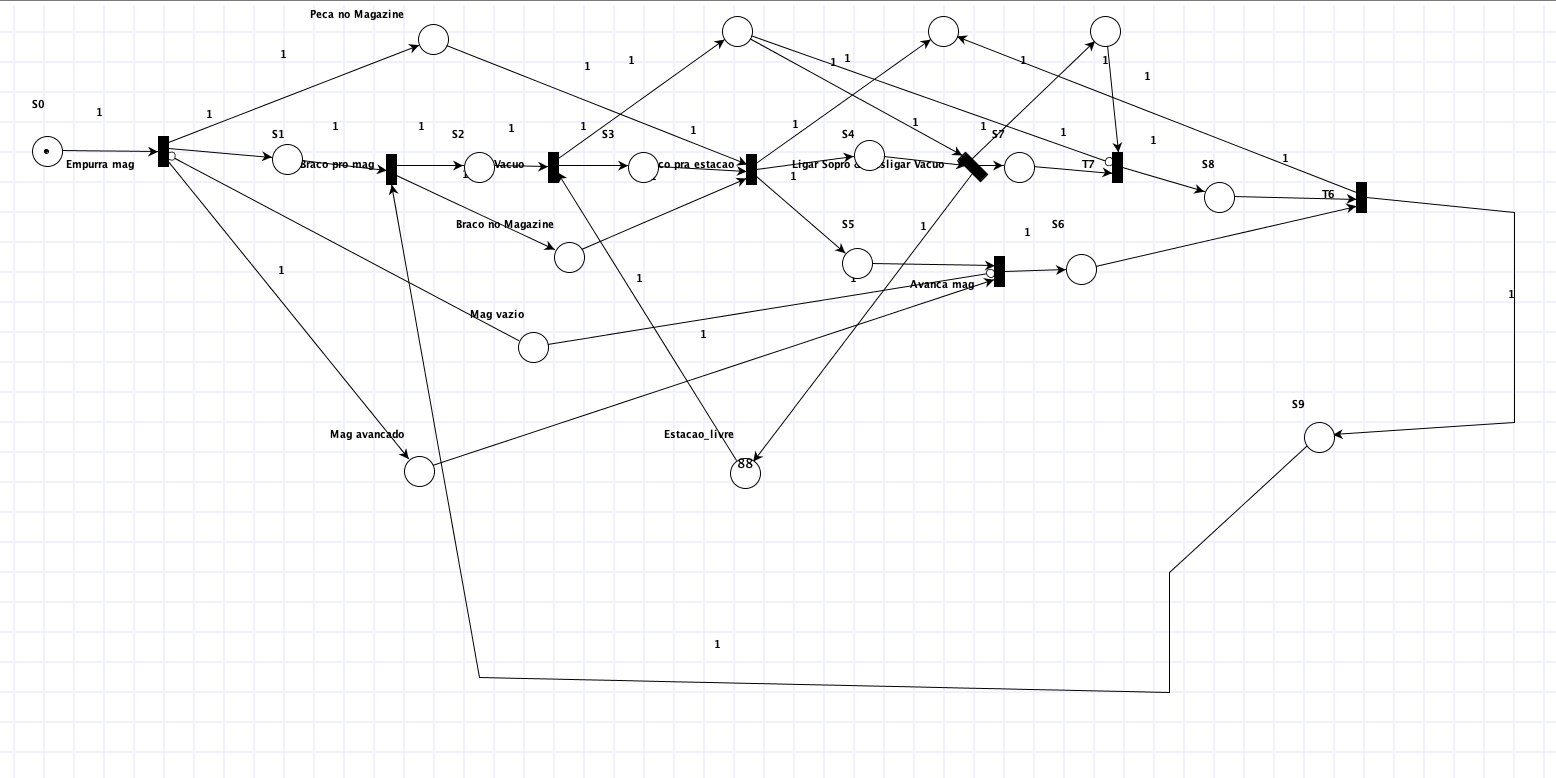 Peca no Magazine
1
1
1
1
1
1
1
1
S0
1
1
1
1
1
1
1
1
1
1
1
1
S1
S2
S3
S4
S7
Empurra mag
Braco pro mag
Vacuo
co pra estacao
Ligar Sopro
sligar Vacuo
T7
S8
1
1
1
T6
Braco no Magazine
S5
1
1
S6
1
1
1
Avanca mag
1
Mag vazio
1
S9
Mag avancado
Estacao_livre
88
1